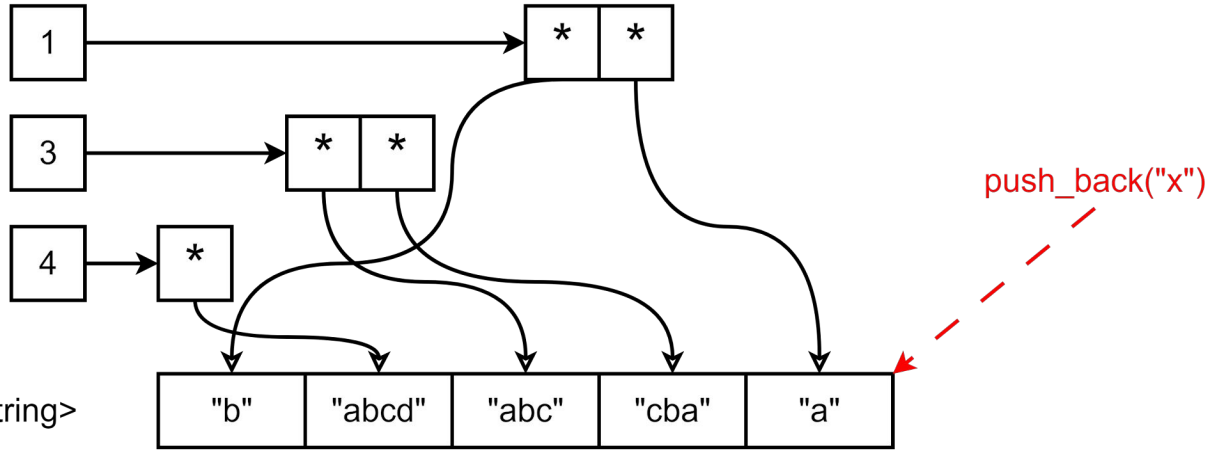 1 * *
3 * *
push_back("x")
4 *
tring> "b" "abcd" "abc" "cba" "a"